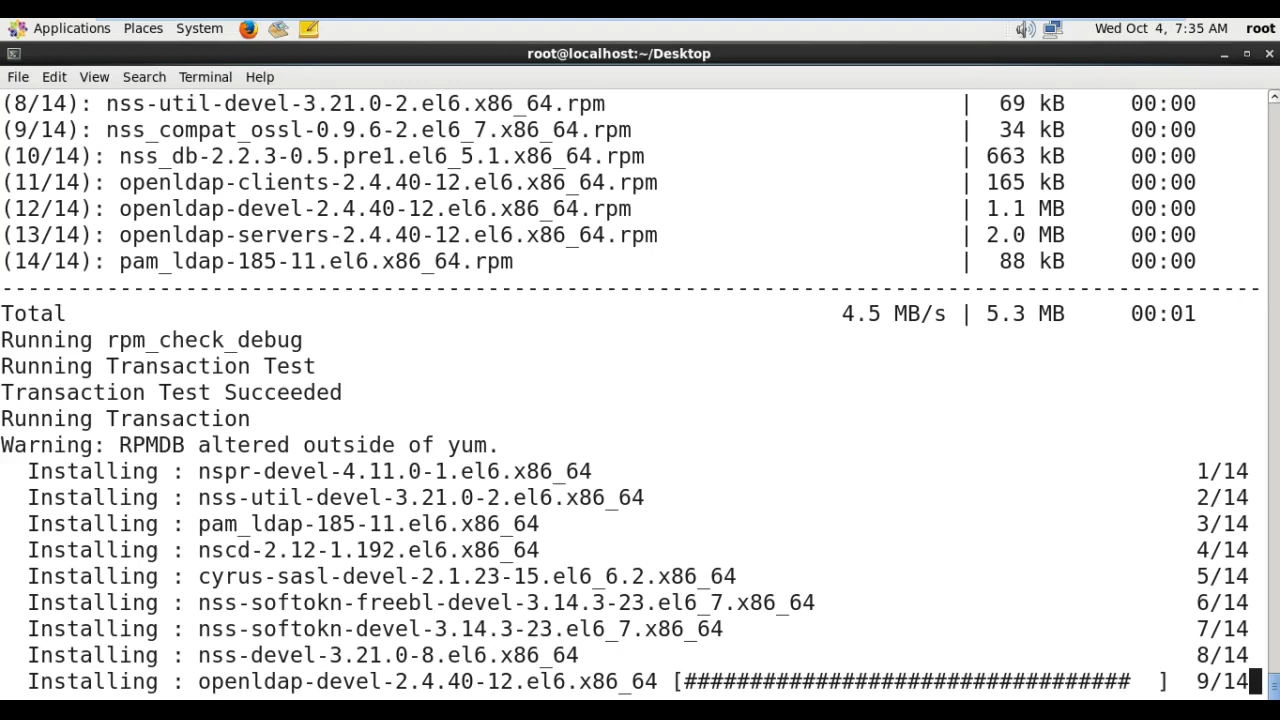 Applications Places System Wed Oct 4, 7:35 AM root
root@localhost:~/Desktop
File Edit View Search Terminal Help
(8/14): nss-util-devel-3.21.0-2.el6.x86_64.rpm | 69 kB 00:00
(9/14): nss_compat_ossl-0.9.6-2.el6_7.x86_64.rpm | 34 kB 00:00
(10/14): nss_db-2.2.3-0.5.pre1.el6_5.1.x86_64.rpm | 663 kB 00:00
(11/14): openldap-clients-2.4.40-12.el6.x86_64.rpm | 165 kB 00:00
(12/14): openldap-devel-2.4.40-12.el6.x86_64.rpm | 1.1 MB 00:00
(13/14): openldap-servers-2.4.40-12.el6.x86_64.rpm | 2.0 MB 00:00
(14/14): pam_ldap-185-11.el6.x86_64.rpm | 88 kB 00:00
--------------------------------------------------------------------------------
Total 4.5 MB/s | 5.3 MB 00:01
Running rpm_check_debug
Running Transaction Test
Transaction Test Succeeded
Running Transaction
Warning: RPMDB altered outside of yum.
Installing : nspr-devel-4.11.0-1.el6.x86_64 1/14
Installing : nss-util-devel-3.21.0-2.el6.x86_64 2/14
Installing : pam_ldap-185-11.el6.x86_64 3/14
Installing : nscd-2.12-1.192.el6.x86_64 4/14
Installing : cyrus-sasl-devel-2.1.23-15.el6_6.2.x86_64 5/14
Installing : nss-softokn-freebl-devel-3.14.3-23.el6_7.x86_64 6/14
Installing : nss-softokn-devel-3.14.3-23.el6_7.x86_64 7/14
Installing : nss-devel-3.21.0-8.el6.x86_64 8/14
Installing : openldap-devel-2.4.40-12.el6.x86_64 [################################## ] 9/14